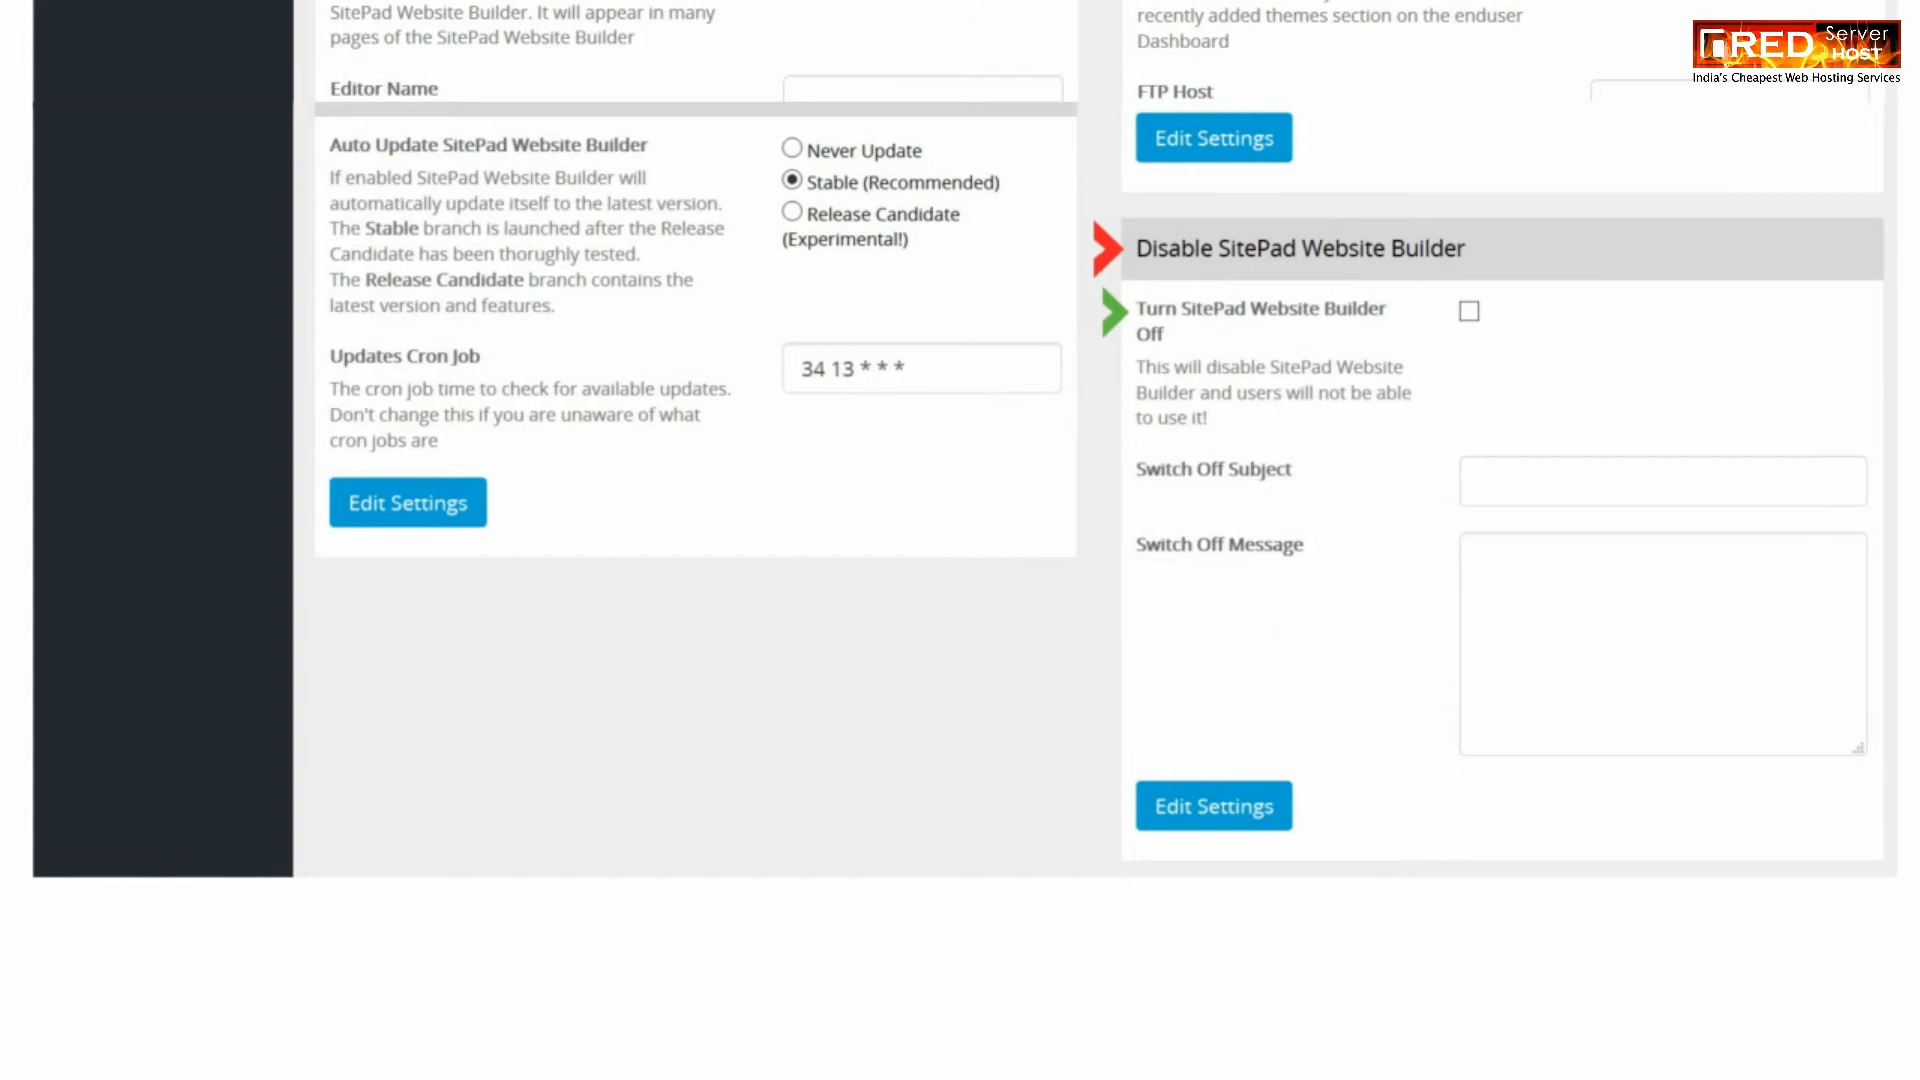 SitePad Website Builder. It will appear in many
pages of the SitePad Website Builder
Editor Name
Auto Update SitePad Website Builder
If enabled SitePad Website Builder will
automatically update itself to the latest version.
The Stable branch is launched after the Release
Candidate has been thorughly tested.
The Release Candidate branch contains the
latest version and features.
Never Update
Stable (Recommended)
Release Candidate
(Experimental!)
Updates Cron Job
The cron job time to check for available updates.
Don't change this if you are unaware of what
cron jobs are
34 13 * * *
Edit Settings
recently added themes section on the enduser
Dashboard
FTP Host
Edit Settings
Disable SitePad Website Builder
Turn SitePad Website Builder
Off
This will disable SitePad Website
Builder and users will not be able
to use it!
Switch Off Subject
Switch Off Message
Edit Settings
RED Server
HOST
India's Cheapest Web Hosting Services